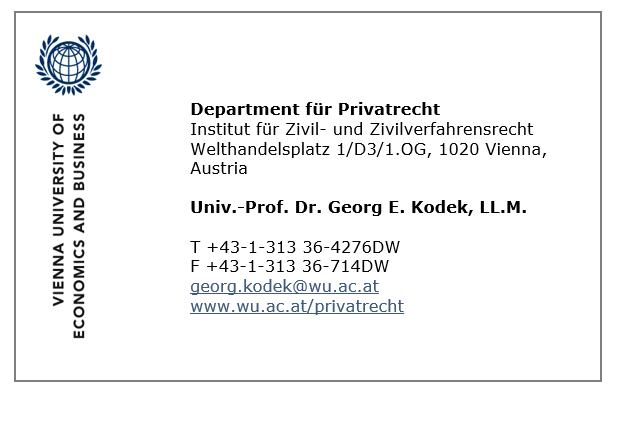 VIENNA UNIVERSITY OF
ECONOMICS AND BUSINESS
Department für Privatrecht
Institut für Zivil- und Zivilverfahrensrecht
Welthandelsplatz 1/D3/1.OG, 1020 Vienna,
Austria
Univ.-Prof. Dr. Georg E. Kodek, LL.M.
T +43-1-313 36-4276DW
F +43-1-313 36-714DW
georg.kodek@wu.ac.at
www.wu.ac.at/privatrecht